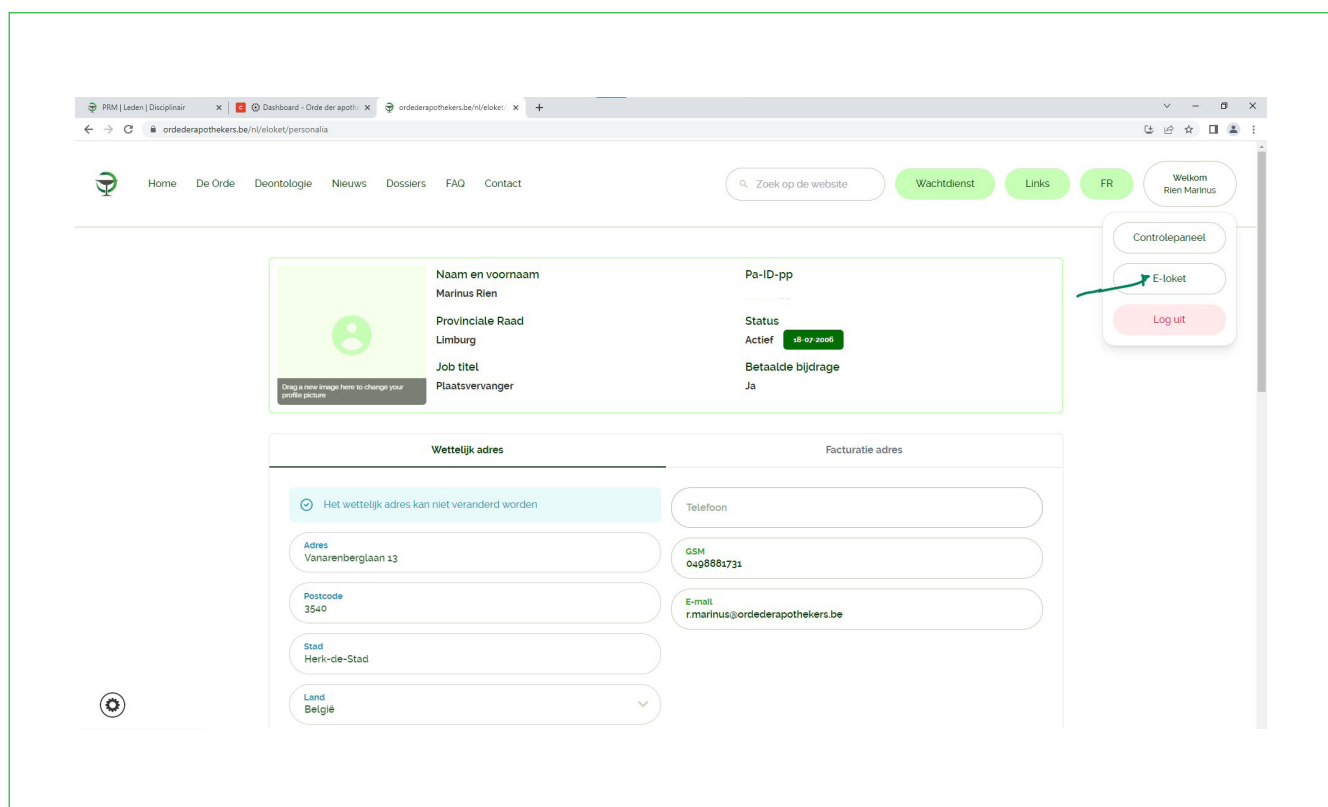 PRM | Leden | Disciplinair
Dashboard - Orde der apoth
ordederapothekers.be/nl/eloket/
ordederapothekers.be/nl/eloket/personalia
Home De Orde Deontologie Nieuws Dossiers FAQ Contact
Zoek op de website
Wachtdienst
Links
FR
Welkom
Rien Marinus
Controlepaneel
E-loket
Log uit
Naam en voornaam
Marinus Rien
Pa-ID-pp
Provinciale Raad
Limburg
Status
Actief 18-07-2006
Job titel
Plaatsvervanger
Betaalde bijdrage
Ja
Drag a new image here to change your
profile picture
Wettelijk adres
Facturatie adres
Het wettelijk adres kan niet veranderd worden
Adres
Vanarenberglaan 13
Postcode
3540
Stad
Herk-de-Stad
Land
België
Telefoon
GSM
0498881731
E-mail
r.marinus@ordederapothekers.be